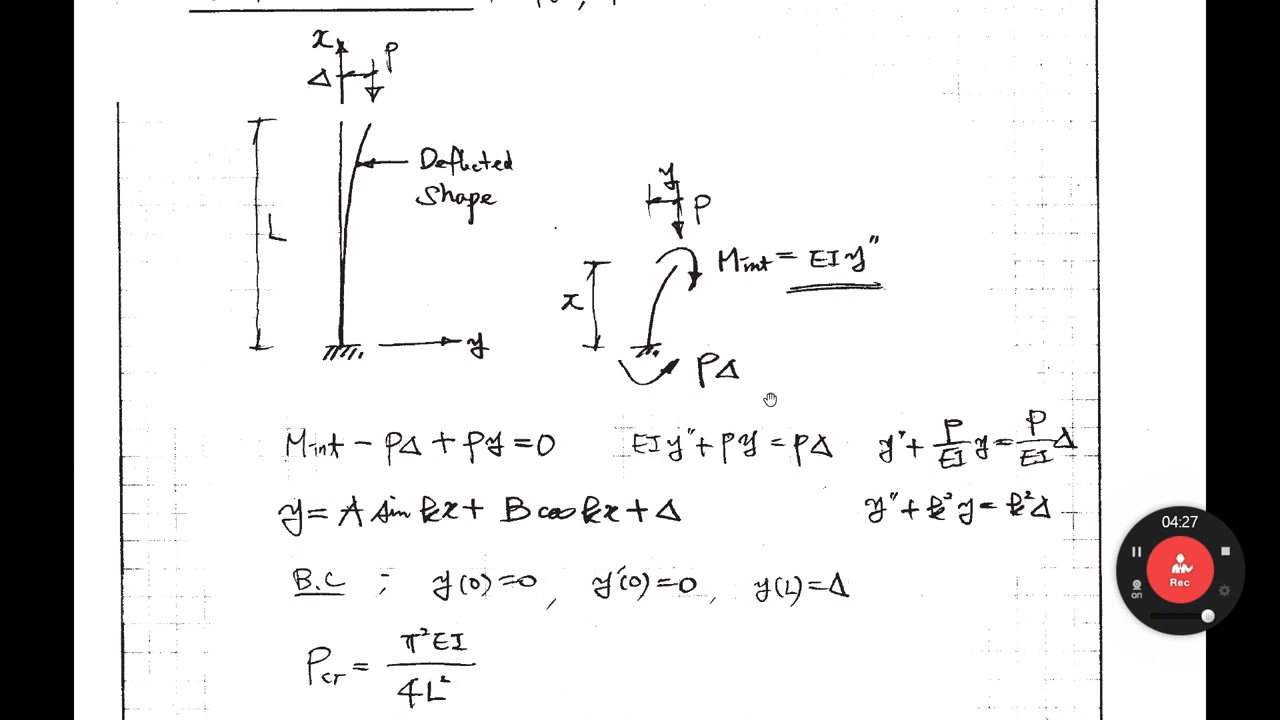 x
Δ P
Deflected
Shape
L
y
P
Mint = EIy"
x
y
PΔ
Mint - PΔ + Py = 0 EIy" + Py = PΔ y" + P/EI y = P/EI Δ
y = A sin kx + B cos kx + Δ y" + k²y = k²Δ
B.C ; y(0)=0, y'(0)=0, y(L)=Δ
Pcr = π²EI / 4L²
04:27
Rec
on